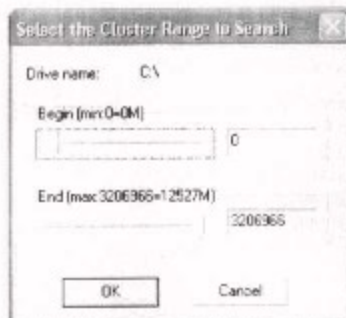 Select the Cluster Range to Search
Drive name: C:\
Begin (min:0=0M)
0
End (max:3206966=12527M)
3206966
OK Cancel